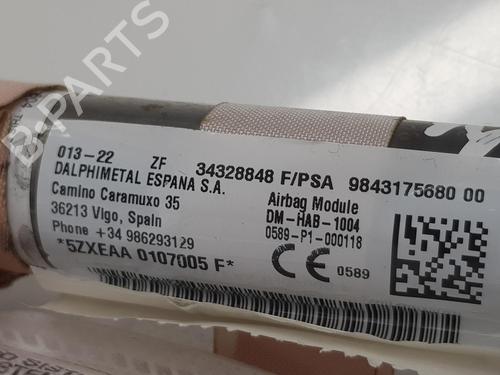 013-22 ZF 34328848 F/PSA 9843175680 00
DALPHIMETAL ESPANA S.A.
Camino Caramuxo 35
36213 Vigo, Spain
Phone +34 986293129
*5ZXEAA 0107005 F*
Airbag Module
DM-HAB-1004
0589-P1-000118
CE 0589
B-PARTS